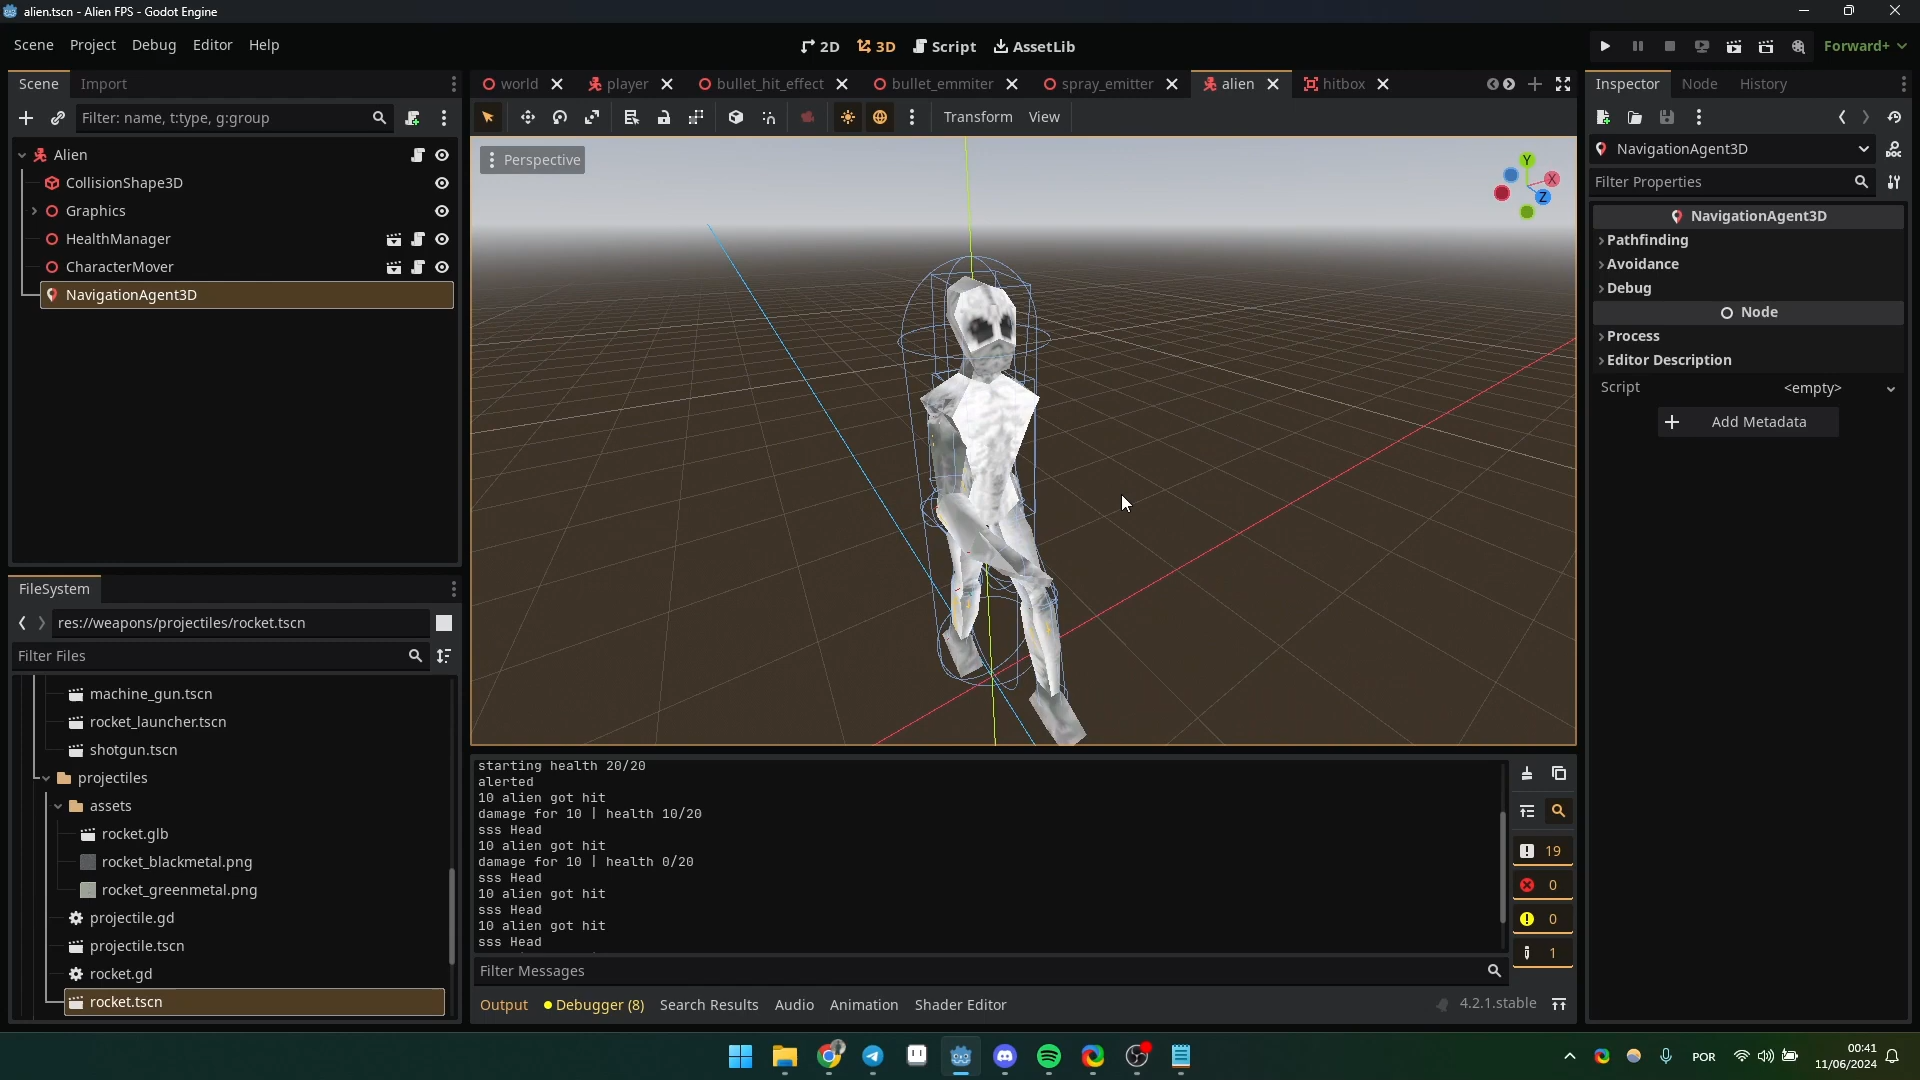 alien.tscn - Alien FPS - Godot Engine
Scene Project Debug Editor Help
2D 3D Script AssetLib
Forward+
Scene Import
Filter: name, t:type, g:group
Alien
CollisionShape3D
Graphics
HealthManager
CharacterMover
NavigationAgent3D
FileSystem
res://weapons/projectiles/rocket.tscn
Filter Files
machine_gun.tscn
rocket_launcher.tscn
shotgun.tscn
projectiles
assets
rocket.glb
rocket_blackmetal.png
rocket_greenmetal.png
projectile.gd
projectile.tscn
rocket.gd
rocket.tscn
world player bullet_hit_effect bullet_emmiter spray_emitter alien hitbox
Transform View
Perspective
Y
X
Z
starting health 20/20
alerted
10 alien got hit
damage for 10 | health 10/20
sss Head
10 alien got hit
damage for 10 | health 0/20
sss Head
10 alien got hit
sss Head
10 alien got hit
sss Head
19
0
0
1
Filter Messages
Output Debugger (8) Search Results Audio Animation Shader Editor
4.2.1.stable
Inspector Node History
NavigationAgent3D
Filter Properties
NavigationAgent3D
Pathfinding
Avoidance
Debug
Node
Process
Editor Description
Script <empty>
Add Metadata
POR
00:41
11/06/2024